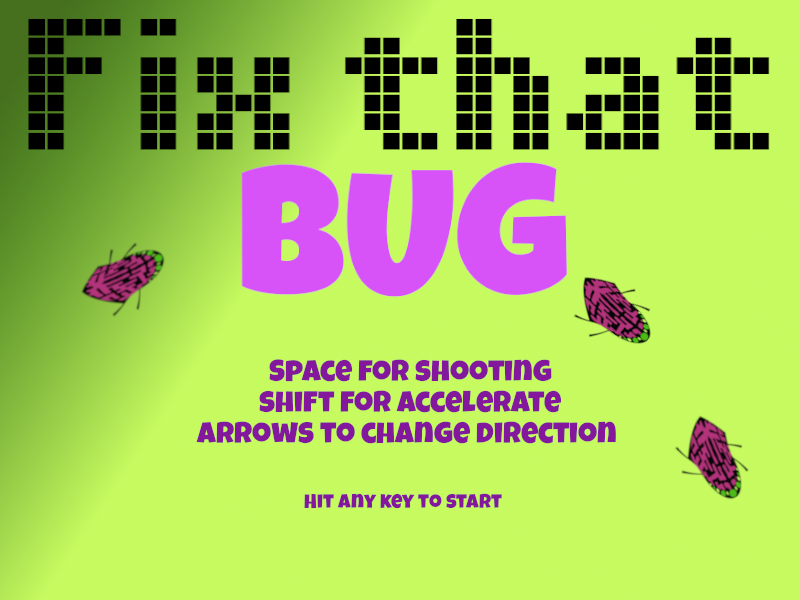 Fix that
BUG
SPACE FOR SHOOTING
SHIFT FOR ACCELERATE
ARROWS TO CHANGE DIRECTION
HIT ANY KEY TO START